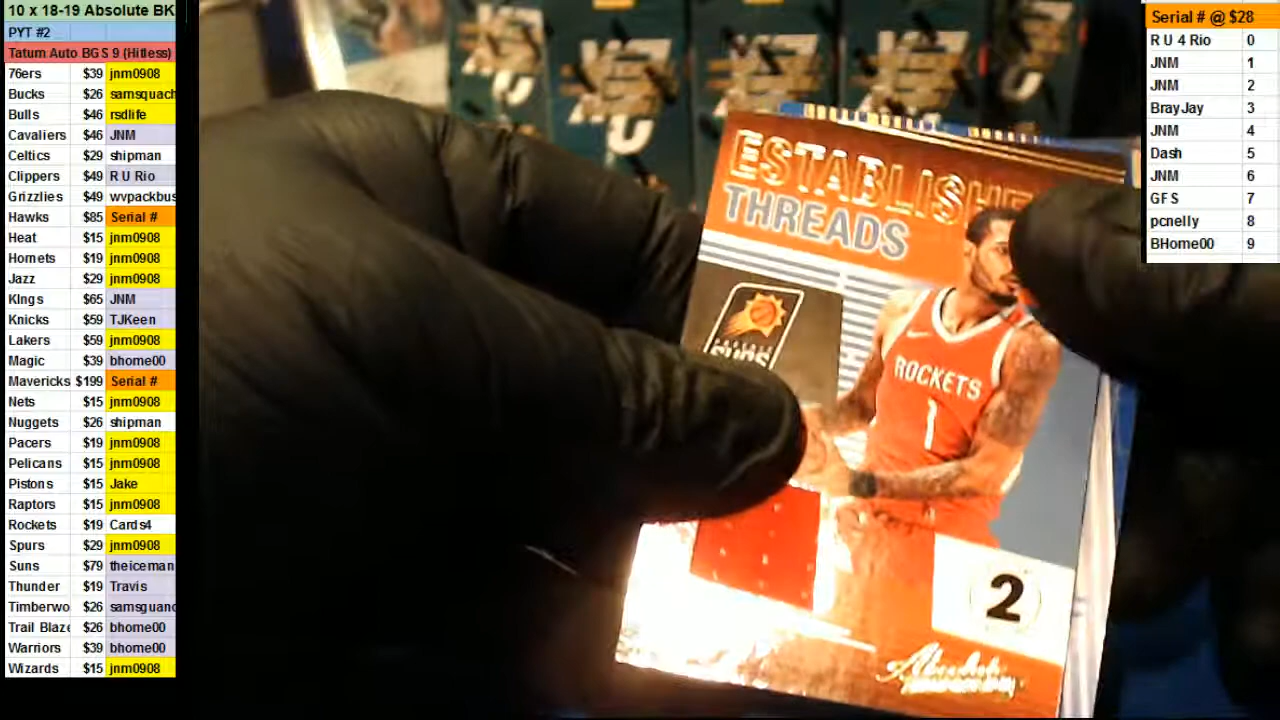 10 x 18-19 Absolute BK
PYT #2
Tatum Auto BGS 9 (Hitless)
76ers $39 jnm0908
Bucks $26 samsquach
Bulls $46 rsdlife
Cavaliers $46 JNM
Celtics $29 shipman
Clippers $49 R U Rio
Grizzlies $49 wvpackbus
Hawks $85 Serial #
Heat $15 jnm0908
Hornets $19 jnm0908
Jazz $29 jnm0908
KIngs $65 JNM
Knicks $59 TJKeen
Lakers $59 jnm0908
Magic $39 bhome00
Mavericks $199 Serial #
Nets $15 jnm0908
Nuggets $26 shipman
Pacers $19 jnm0908
Pelicans $15 jnm0908
Pistons $15 Jake
Raptors $15 jnm0908
Rockets $19 Cards4
Spurs $29 jnm0908
Suns $79 theiceman
Thunder $19 Travis
Timberwo $26 samsquanc
Trail Blaze $26 bhome00
Warriors $39 bhome00
Wizards $15 jnm0908
ESTABLISHE
THREADS
SUNS
ROCKETS
1
2
Absolute
Serial # @ $28
R U 4 Rio 0
JNM 1
JNM 2
BrayJay 3
JNM 4
Dash 5
JNM 6
GFS 7
pcnelly 8
BHome00 9